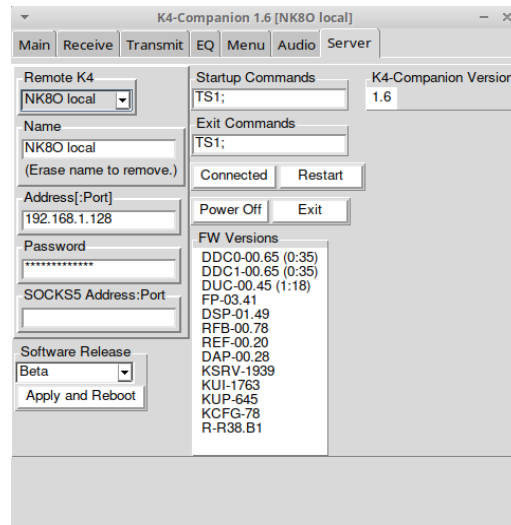 K4-Companion 1.6 [NK8O local]
Main Receive Transmit EQ Menu Audio Server
Remote K4
NK8O local
Name
NK8O local
(Erase name to remove.)
Address[:Port]
192.168.1.128
Password
*************
SOCKS5 Address:Port
Software Release
Beta
Apply and Reboot
Startup Commands
TS1;
Exit Commands
TS1;
Connected Restart
Power Off Exit
FW Versions
DDC0-00.65 (0:35)
DDC1-00.65 (0:35)
DUC-00.45 (1:18)
FP-03.41
DSP-01.49
RFB-00.78
REF-00.20
DAP-00.28
KSRV-1939
KUI-1763
KUP-645
KCFG-78
R-R38.B1
K4-Companion Version
1.6